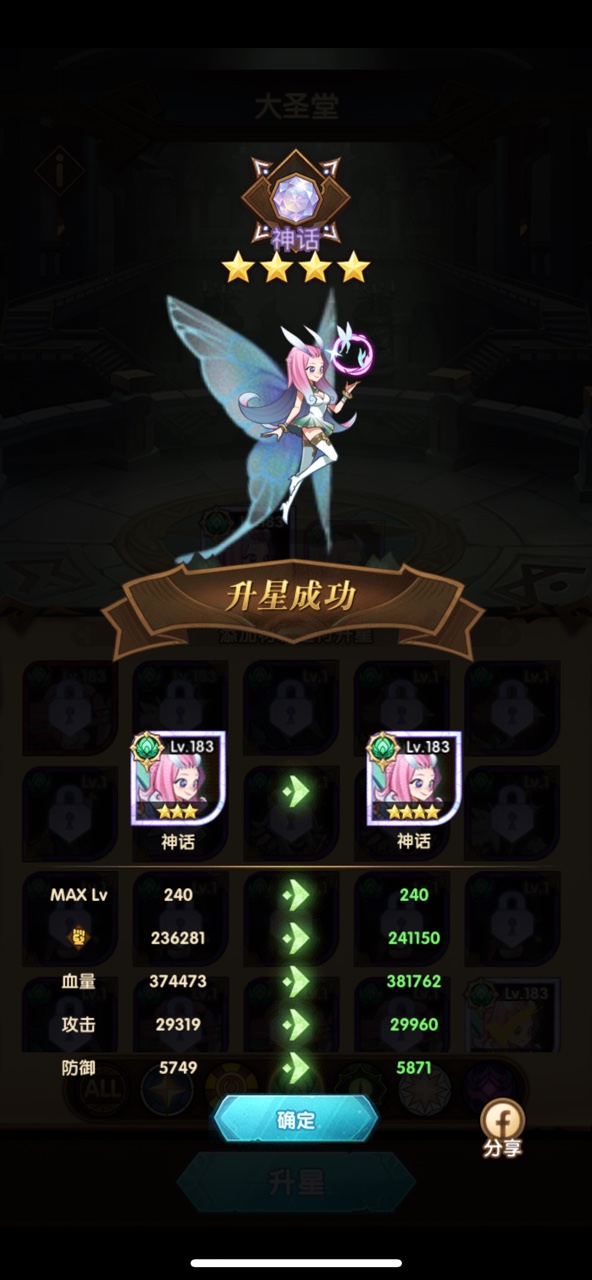 大圣堂
神话
升星成功
Lv.183 Lv.183
神话 神话
MAX Lv 240 240
236281 241150
血量 374473 381762
攻击 29319 29960
防御 5749 5871
ALL
确定
分享
升星